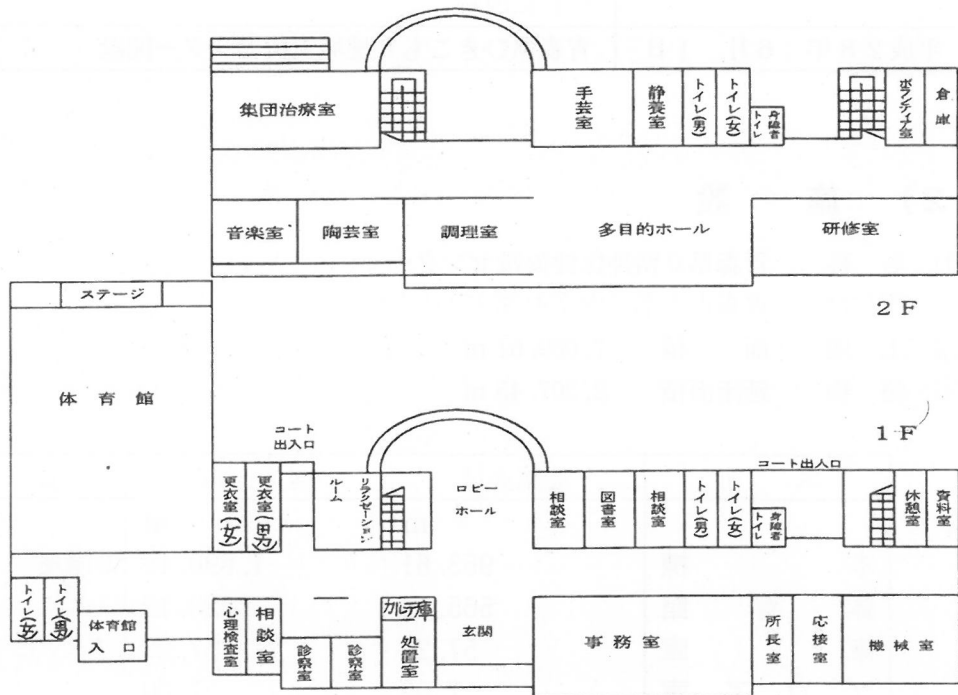 集団治療室
手芸室
静養室
トイレ(男)
トイレ(女)
身障者トイレ
ボランティア室
倉庫
音楽室
陶芸室
調理室
多目的ホール
研修室
2F
ステージ
体育館
1F
コート
出入口
更衣室(女)
更衣室(男)
リラクゼーション
ルーム
ロビー
ホール
相談室
図書室
相談室
トイレ(男)
トイレ(女)
身障者トイレ
コート出入口
休憩室
資料室
トイレ(女)
トイレ(男)
体育館
入口
心理検査室
相談室
診察室
診察室
カルテ庫
処置室
玄関
事務室
所長室
応接室
機械室